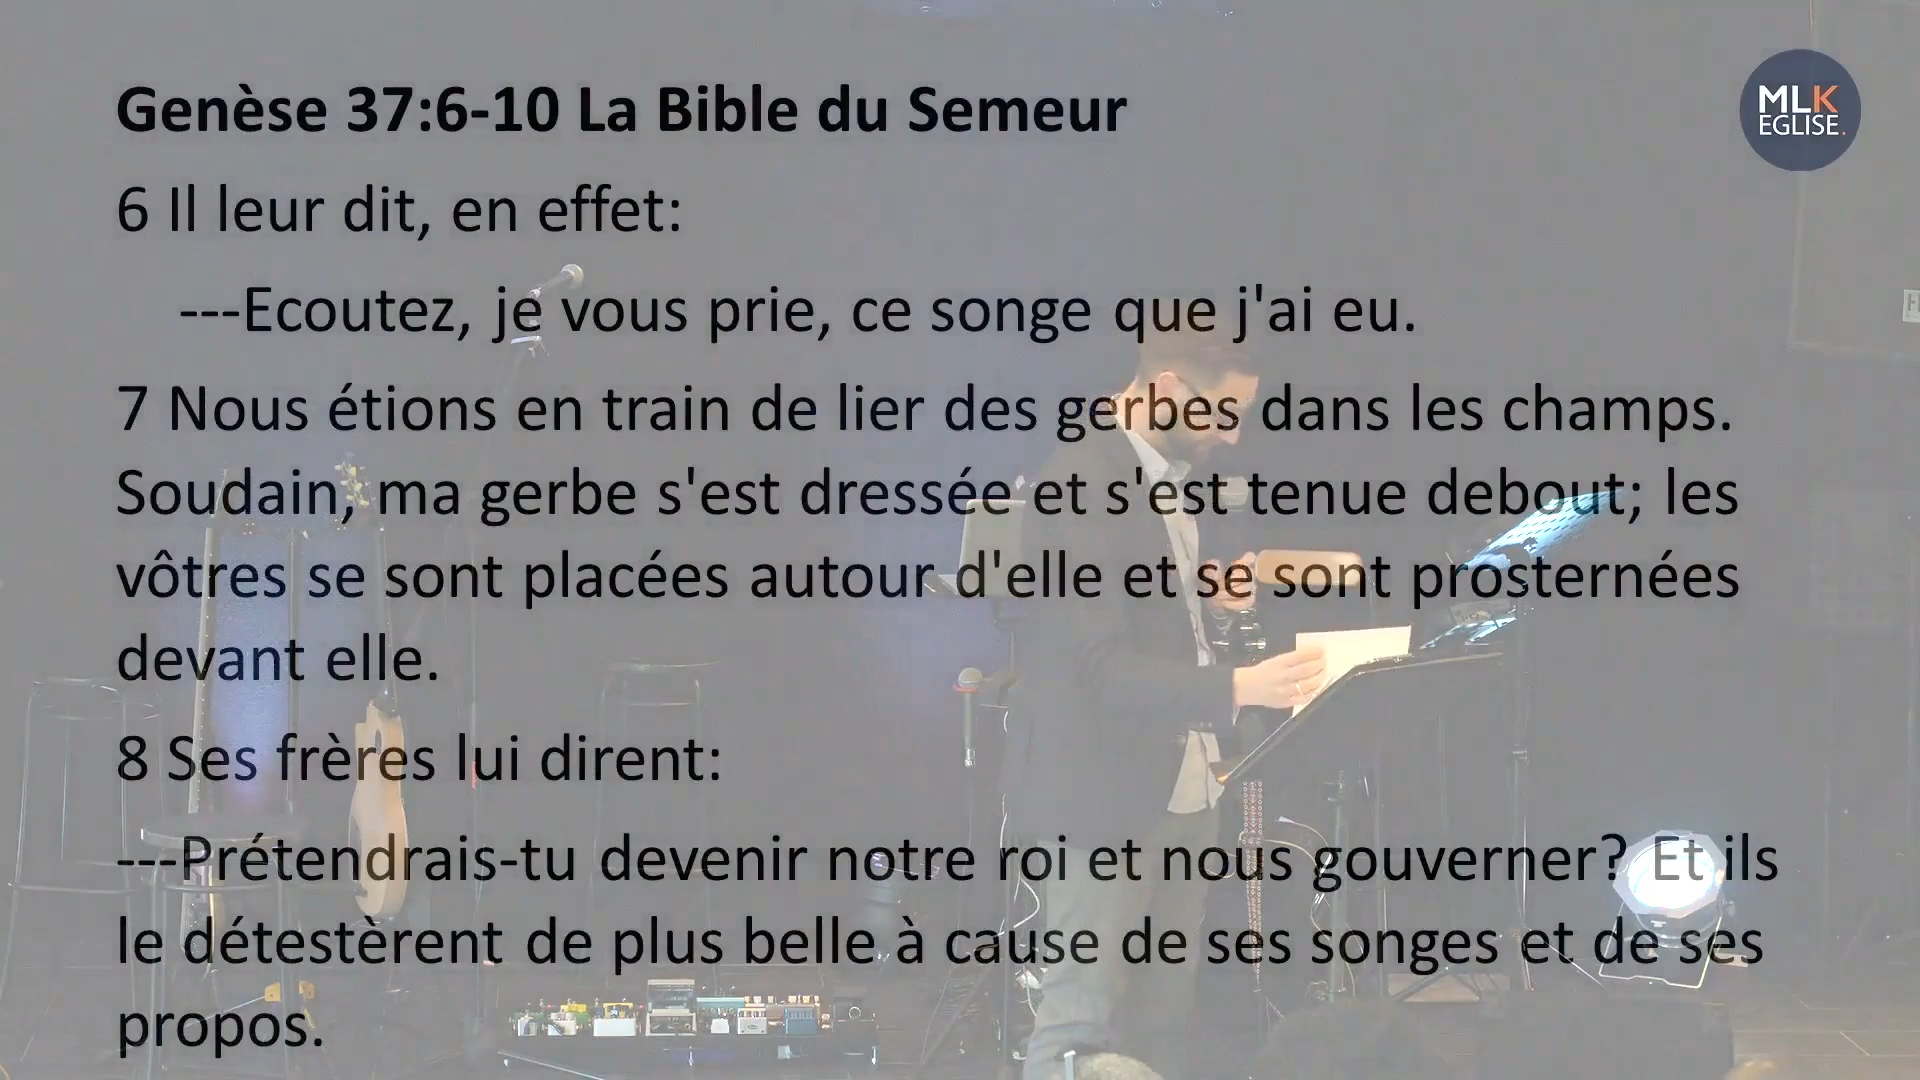 Genèse 37:6-10 La Bible du Semeur
MLK
EGLISE.
6 Il leur dit, en effet:
---Ecoutez, je vous prie, ce songe que j'ai eu.
7 Nous étions en train de lier des gerbes dans les champs.
Soudain, ma gerbe s'est dressée et s'est tenue debout; les
vôtres se sont placées autour d'elle et se sont prosternées
devant elle.
8 Ses frères lui dirent:
---Prétendrais-tu devenir notre roi et nous gouverner? Et ils
le détestèrent de plus belle à cause de ses songes et de ses
propos.